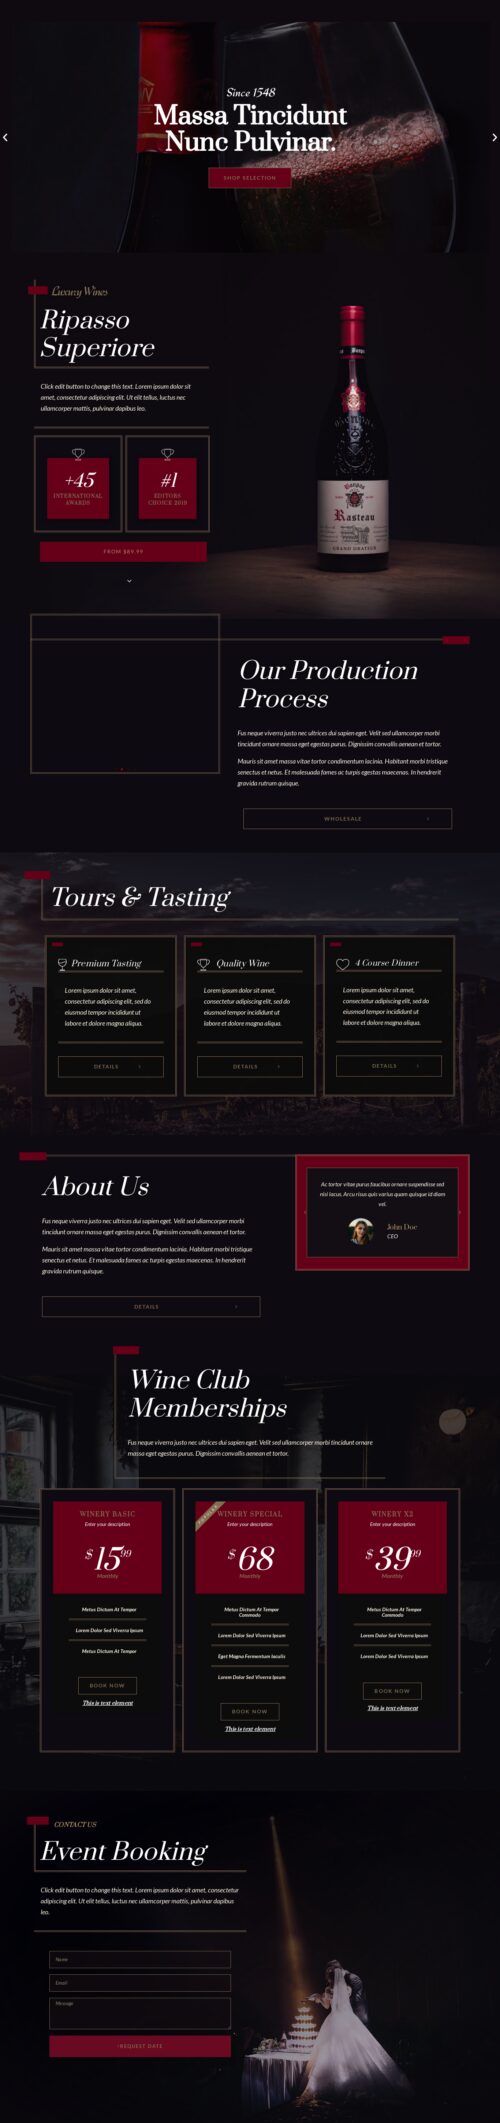 Since 1548
Massa Tincidunt
Nunc Pulvinar.
SHOP SELECTION
Luxury Wines
Ripasso
Superiore
Click edit button to change this text. Lorem ipsum dolor sit
amet, consectetur adipiscing elit. Ut elit tellus, luctus nec
ullamcorper mattis, pulvinar dapibus leo.
+45
INTERNATIONAL
AWARDS
#1
EDITORS
CHOICE 2019
FROM $89.99
Rasteau
GRAND DRATEUR
Our Production
Process
Fus neque viverra justo nec ultrices dui sapien eget. Velit sed ullamcorper morbi
tincidunt ornare massa eget egestas purus. Dignissim convallis aenean et tortor.
Mauris sit amet massa vitae tortor condimentum lacinia. Habitant morbi tristique
senectus et netus. Et malesuada fames ac turpis egestas maecenas. In hendrerit
gravida rutrum quisque.
WHOLESALE
Tours & Tasting
Premium Tasting
Lorem ipsum dolor sit amet,
consectetur adipiscing elit, sed do
eiusmod tempor incididunt ut
labore et dolore magna aliqua.
DETAILS
Quality Wine
Lorem ipsum dolor sit amet,
consectetur adipiscing elit, sed do
eiusmod tempor incididunt ut
labore et dolore magna aliqua.
DETAILS
4 Course Dinner
Lorem ipsum dolor sit amet,
consectetur adipiscing elit, sed do
eiusmod tempor incididunt ut
labore et dolore magna aliqua.
DETAILS
About Us
Fus neque viverra justo nec ultrices dui sapien eget. Velit sed ullamcorper morbi
tincidunt ornare massa eget egestas purus. Dignissim convallis aenean et tortor.
Mauris sit amet massa vitae tortor condimentum lacinia. Habitant morbi tristique
senectus et netus. Et malesuada fames ac turpis egestas maecenas. In hendrerit
gravida rutrum quisque.
DETAILS
Ac tortor vitae purus faucibus ornare suspendisse sed
nisi lacus. Arcu risus quis varius quam quisque id diam
vel.
John Doe
CEO
Wine Club
Memberships
Fus neque viverra justo nec ultrices dui sapien eget. Velit sed ullamcorper morbi tincidunt ornare
massa eget egestas purus. Dignissim convallis aenean et tortor.
WINERY BASIC
Enter your description
$15.99
Monthly
Metus Dictum At Tempor
Lorem Dolor Sed Viverra Ipsum
Metus Dictum At Tempor
BOOK NOW
This is text element
POPULAR
WINERY SPECIAL
Enter your description
$68
Monthly
Metus Dictum At Tempor
Commodo
Lorem Dolor Sed Viverra Ipsum
Eget Magna Fermentum Iaculis
Lorem Dolor Sed Viverra Ipsum
BOOK NOW
This is text element
WINERY X2
Enter your description
$39.99
Monthly
Metus Dictum At Tempor
Commodo
Lorem Dolor Sed Viverra Ipsum
Lorem Dolor Sed Viverra Ipsum
BOOK NOW
This is text element
CONTACT US
Event Booking
Click edit button to change this text. Lorem ipsum dolor sit amet, consectetur
adipiscing elit. Ut elit tellus, luctus nec ullamcorper mattis, pulvinar dapibus
leo.
Name
Email
Message
REQUEST DATE